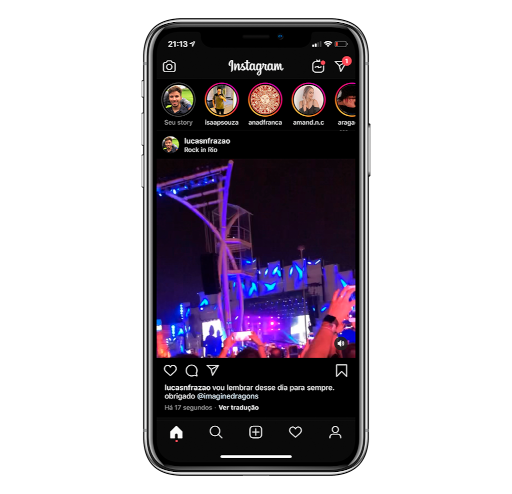 21:13
Instagram
1
Seu story isaapsouza anadfranca amand.n.c araga
lucasnfrazao
Rock in Rio
lucasnfrazao vou lembrar desse dia para sempre.
obrigado @imaginedragons
Há 17 segundos · Ver tradução